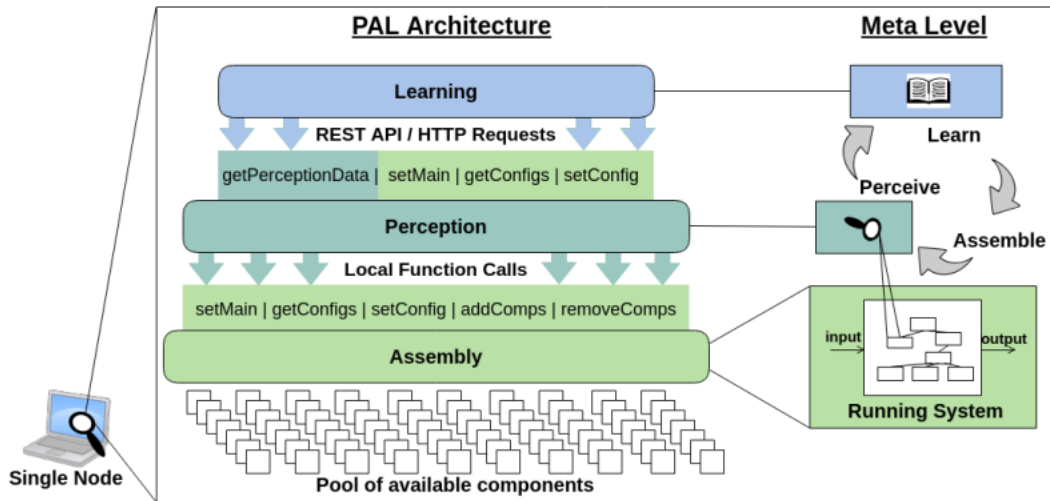 PAL Architecture
Meta Level
Learning
REST API / HTTP Requests
Learn
getPerceptionData | setMain | getConfigs | setConfig
Perceive
Perception
Assemble
Local Function Calls
setMain | getConfigs | setConfig | addComps | removeComps
input
output
Assembly
Running System
Single Node
Pool of available components